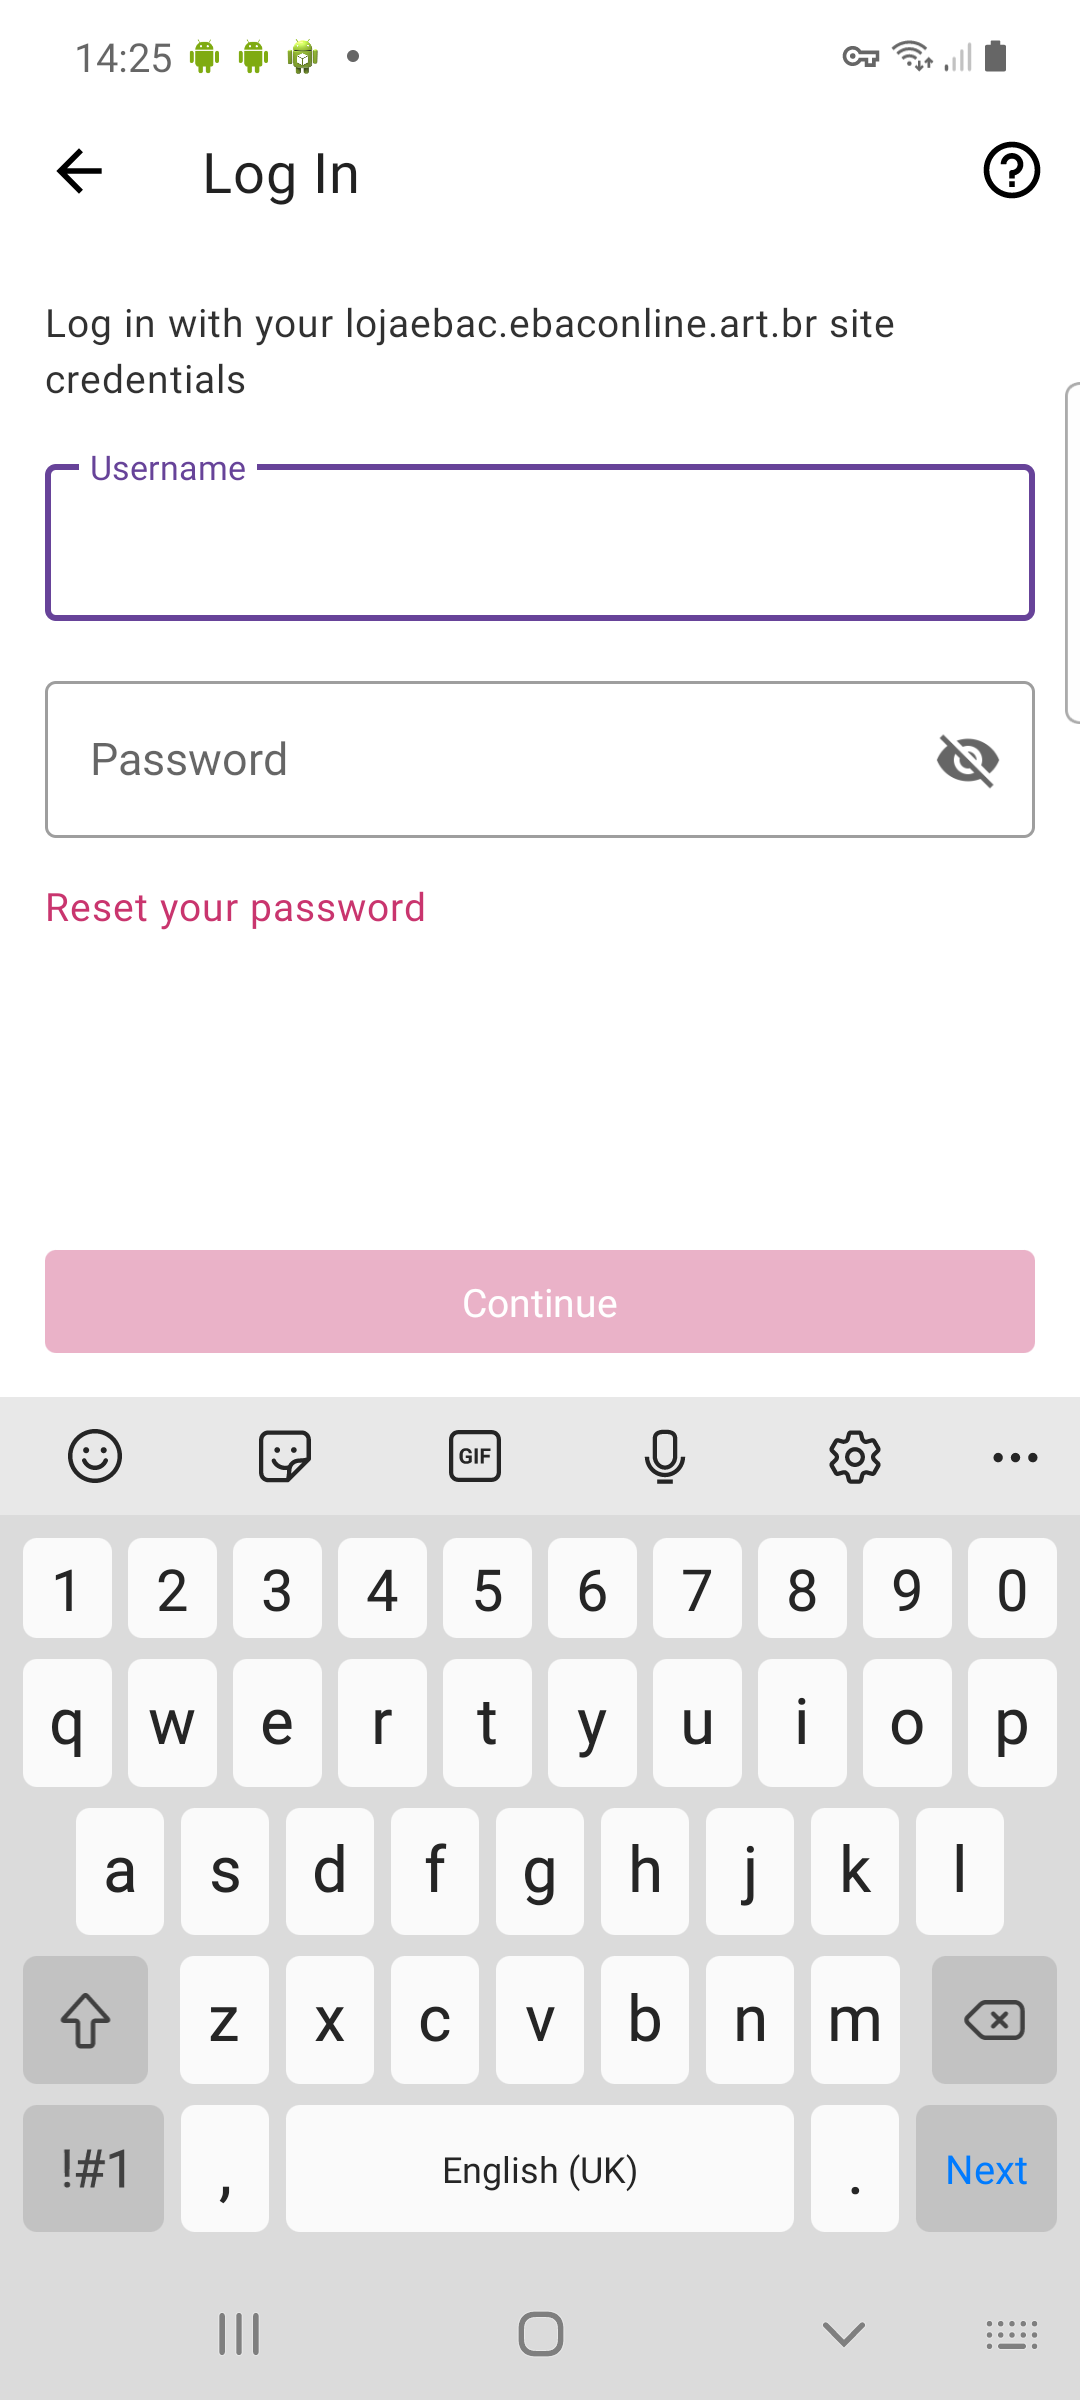 14:25
Log In
Log in with your lojaebac.ebaconline.art.br site
credentials
Username
Password
Reset your password
Continue
GIF
1 2 3 4 5 6 7 8 9 0
q w e r t y u i o p
a s d f g h j k l
z x c v b n m
!#1 , English (UK) . Next